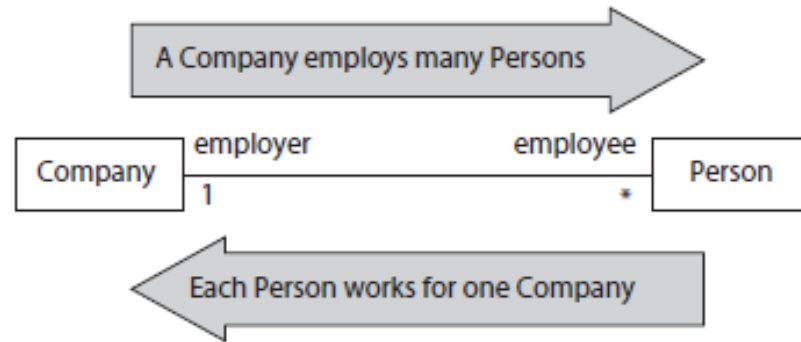 A Company employs many Persons
employer employee
Company Person
1 *
Each Person works for one Company